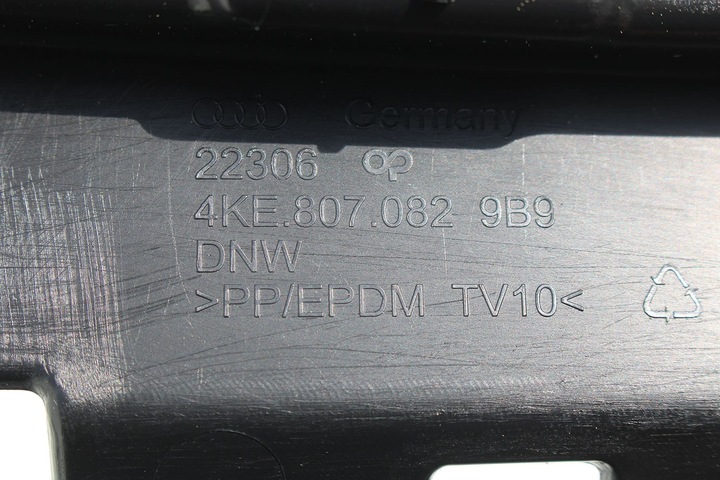 Germany
22306
4KE.807.082 9B9
DNW
>PP/EPDM TV10<